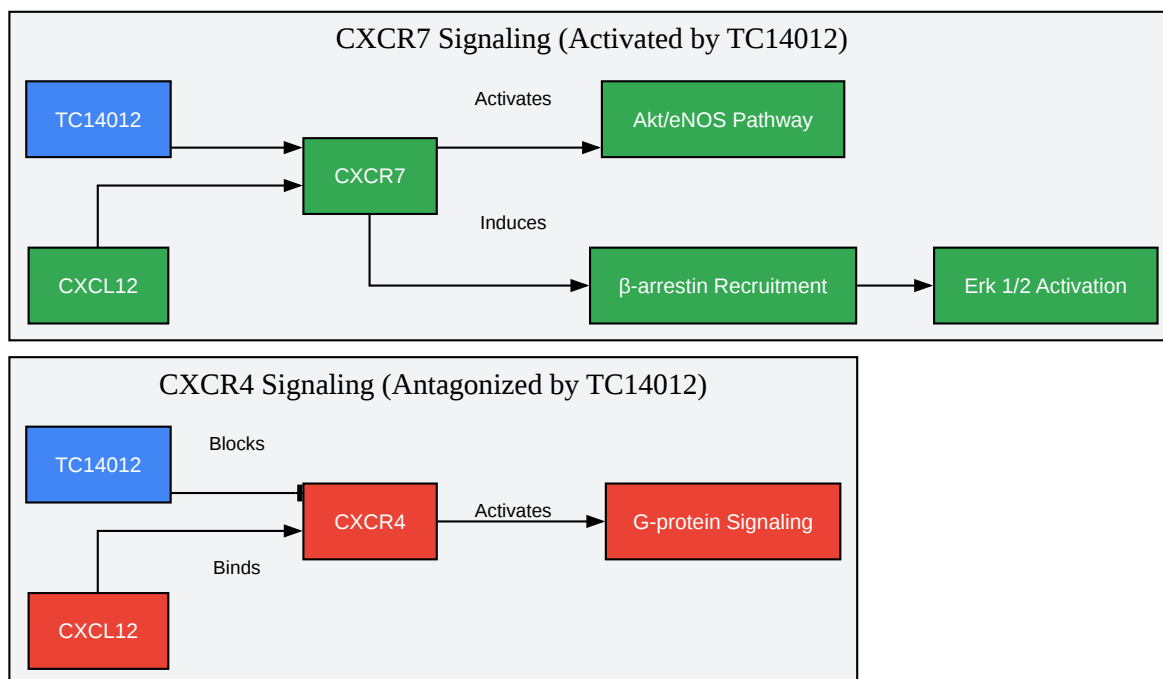 CXCR7 Signaling (Activated by TC14012)
TC14012
Activates
Akt/eNOS Pathway
CXCR7
Induces
CXCL12
β-arrestin Recruitment
Erk 1/2 Activation
CXCR4 Signaling (Antagonized by TC14012)
Blocks
TC14012
CXCR4
Activates
G-protein Signaling
Binds
CXCL12